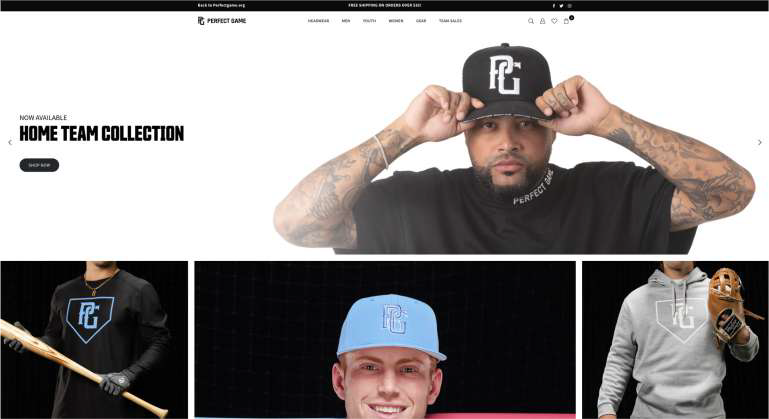 Back to Perfectgame.org
FREE SHIPPING ON ORDERS OVER $65!
PG PERFECT GAME
HEADWEAR MEN YOUTH WOMEN GEAR TEAM SALES
0
NOW AVAILABLE
HOME TEAM COLLECTION
SHOP NOW
PG
PERFECT GAME
PG
PG
PG